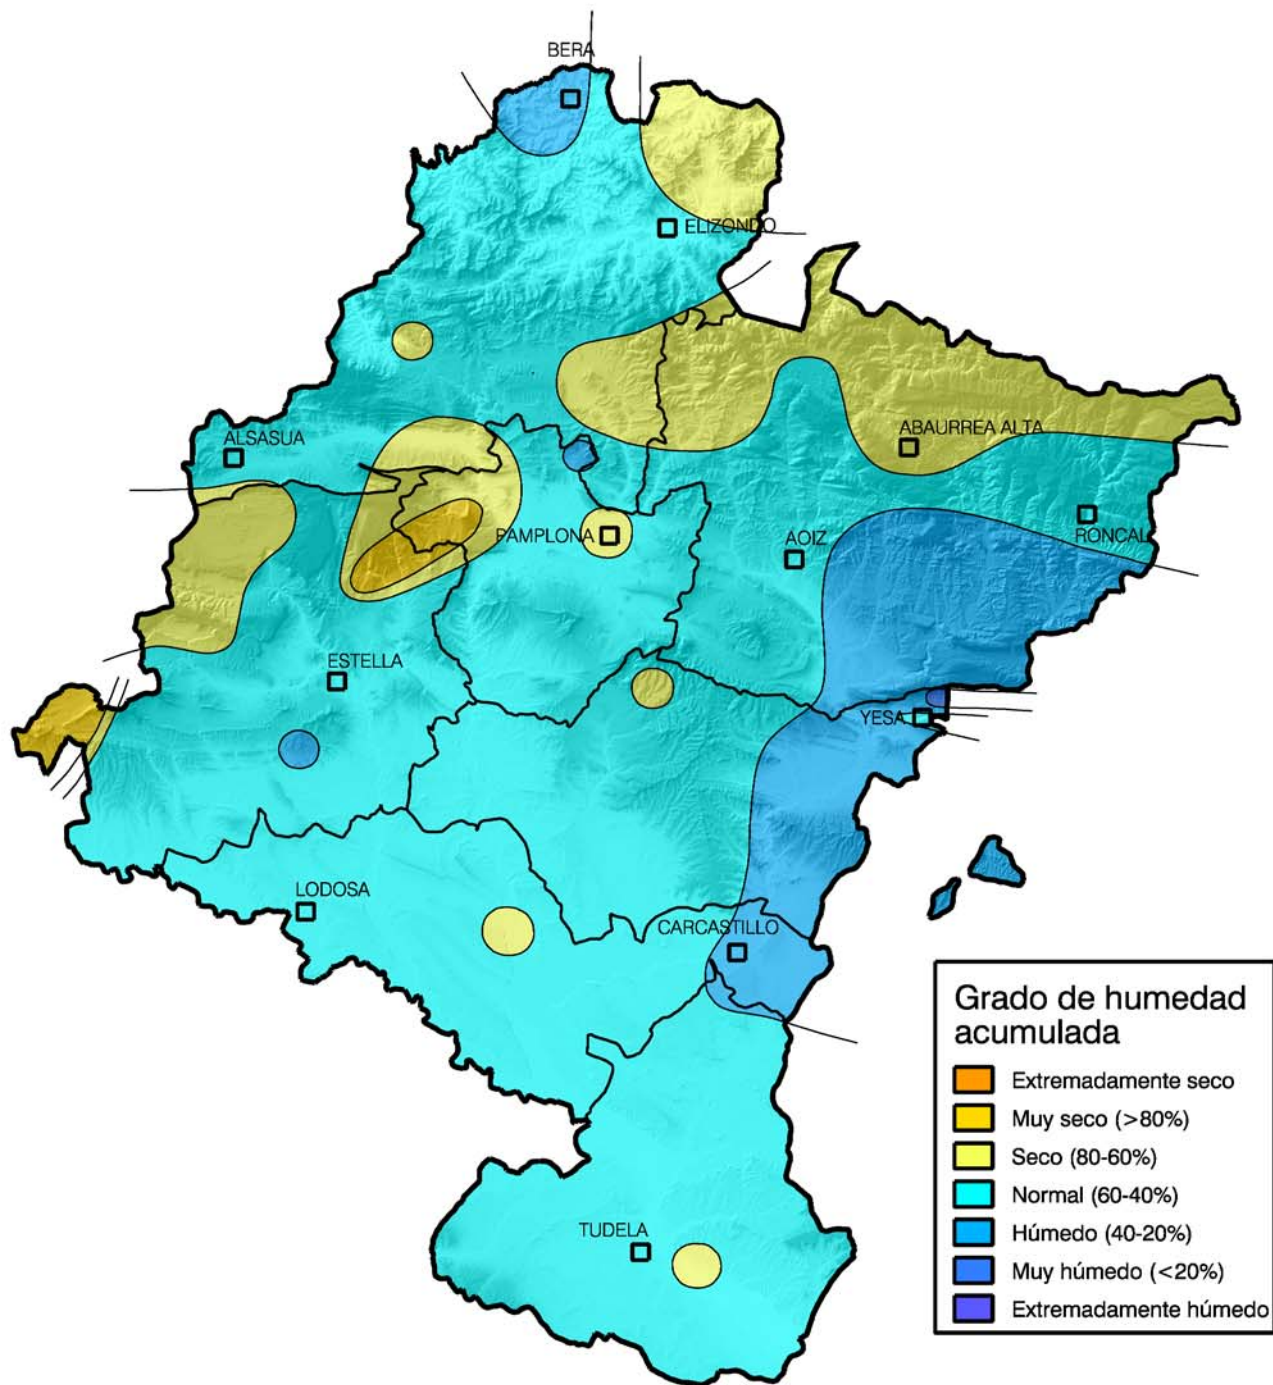 BERA
ELIZONDO
ALSASUA
ABAURREA ALTA
PAMPLONA
AOIZ
RONCAL
ESTELLA
YESA
LODOSA
CARCASTILLO
TUDELA
Grado de humedad
acumulada
Extremadamente seco
Muy seco (>80%)
Seco (80-60%)
Normal (60-40%)
Húmedo (40-20%)
Muy húmedo (<20%)
Extremadamente húmedo